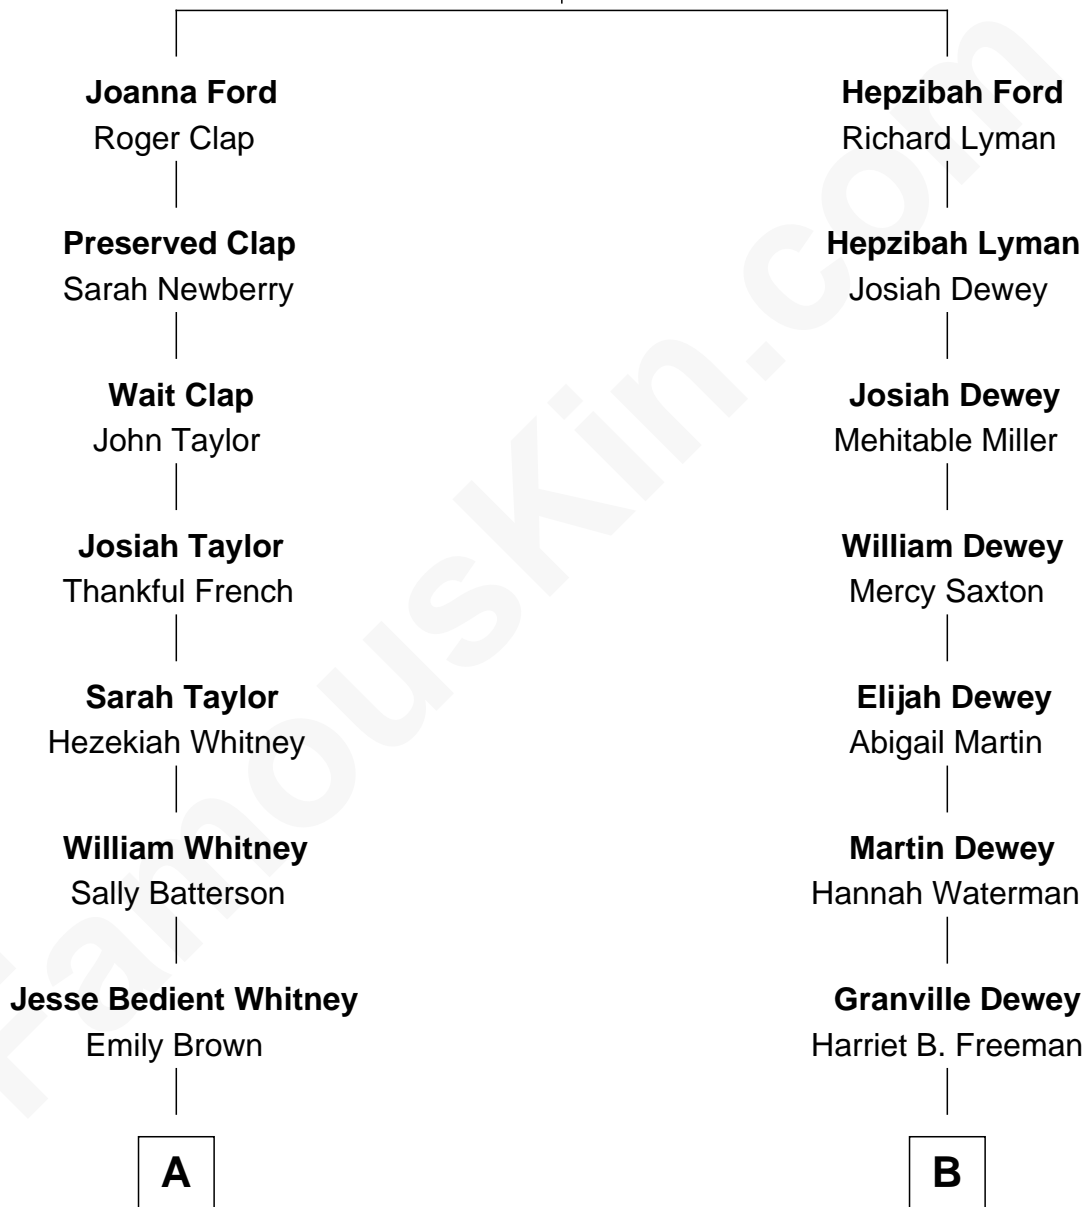 Joanna Ford
Roger Clap
Hepzibah Ford
Richard Lyman
Preserved Clap
Sarah Newberry
Hepzibah Lyman
Josiah Dewey
Wait Clap
John Taylor
Josiah Dewey
Mehitable Miller
Josiah Taylor
Thankful French
William Dewey
Mercy Saxton
Sarah Taylor
Hezekiah Whitney
Elijah Dewey
Abigail Martin
William Whitney
Sally Batterson
Martin Dewey
Hannah Waterman
Jesse Bedient Whitney
Emily Brown
Granville Dewey
Harriet B. Freeman
A
B
FamousKin.com